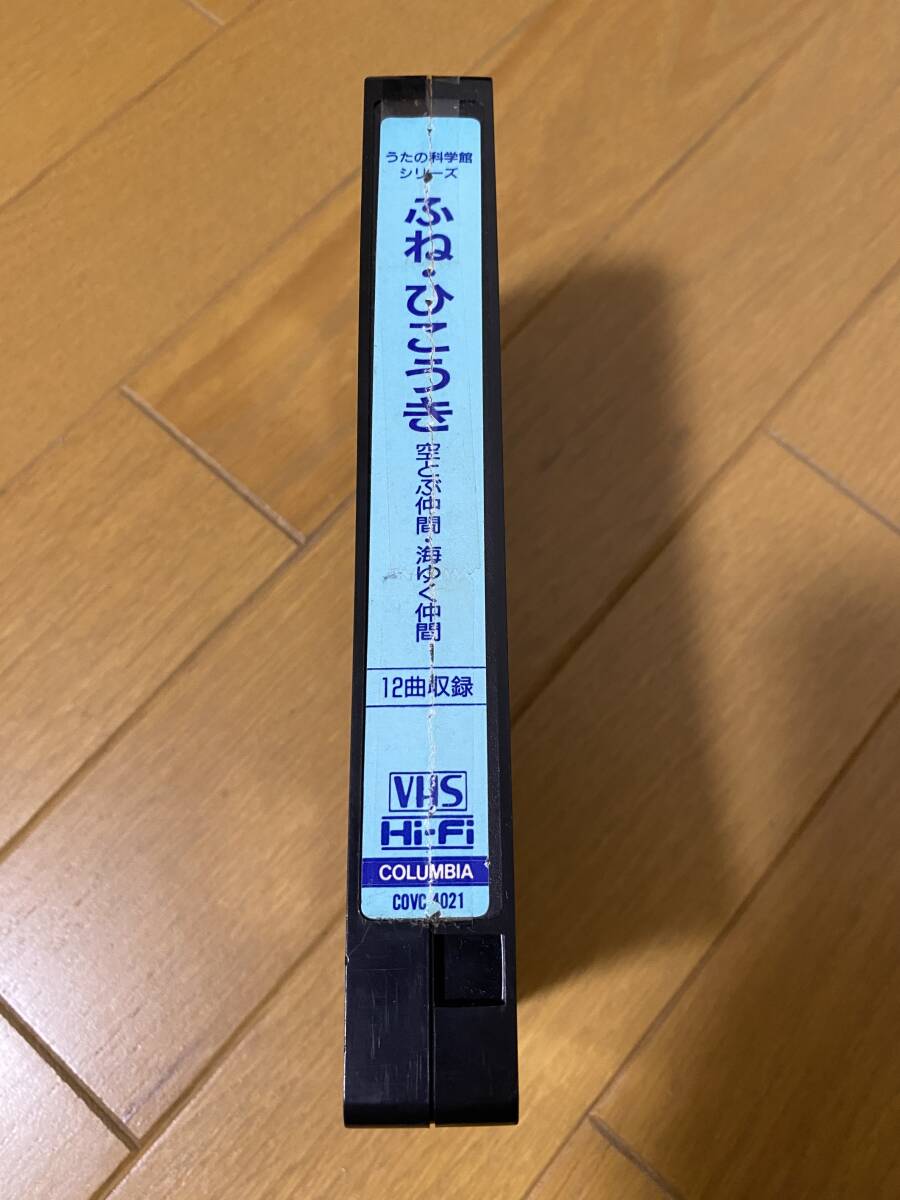 うたの科学館
シリーズ
ふね・ひこうき
空とぶ仲間・海ゆく仲間
12曲収録
VHS
Hi-Fi
COLUMBIA
COVC-4021